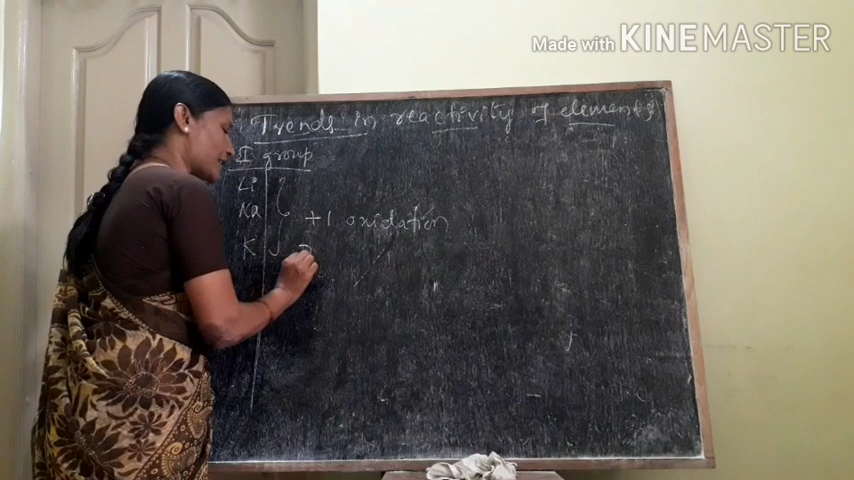 Made with KINEMASTER
Trends in reactivity of elements
I group
Li
Na
+1 oxidation
K